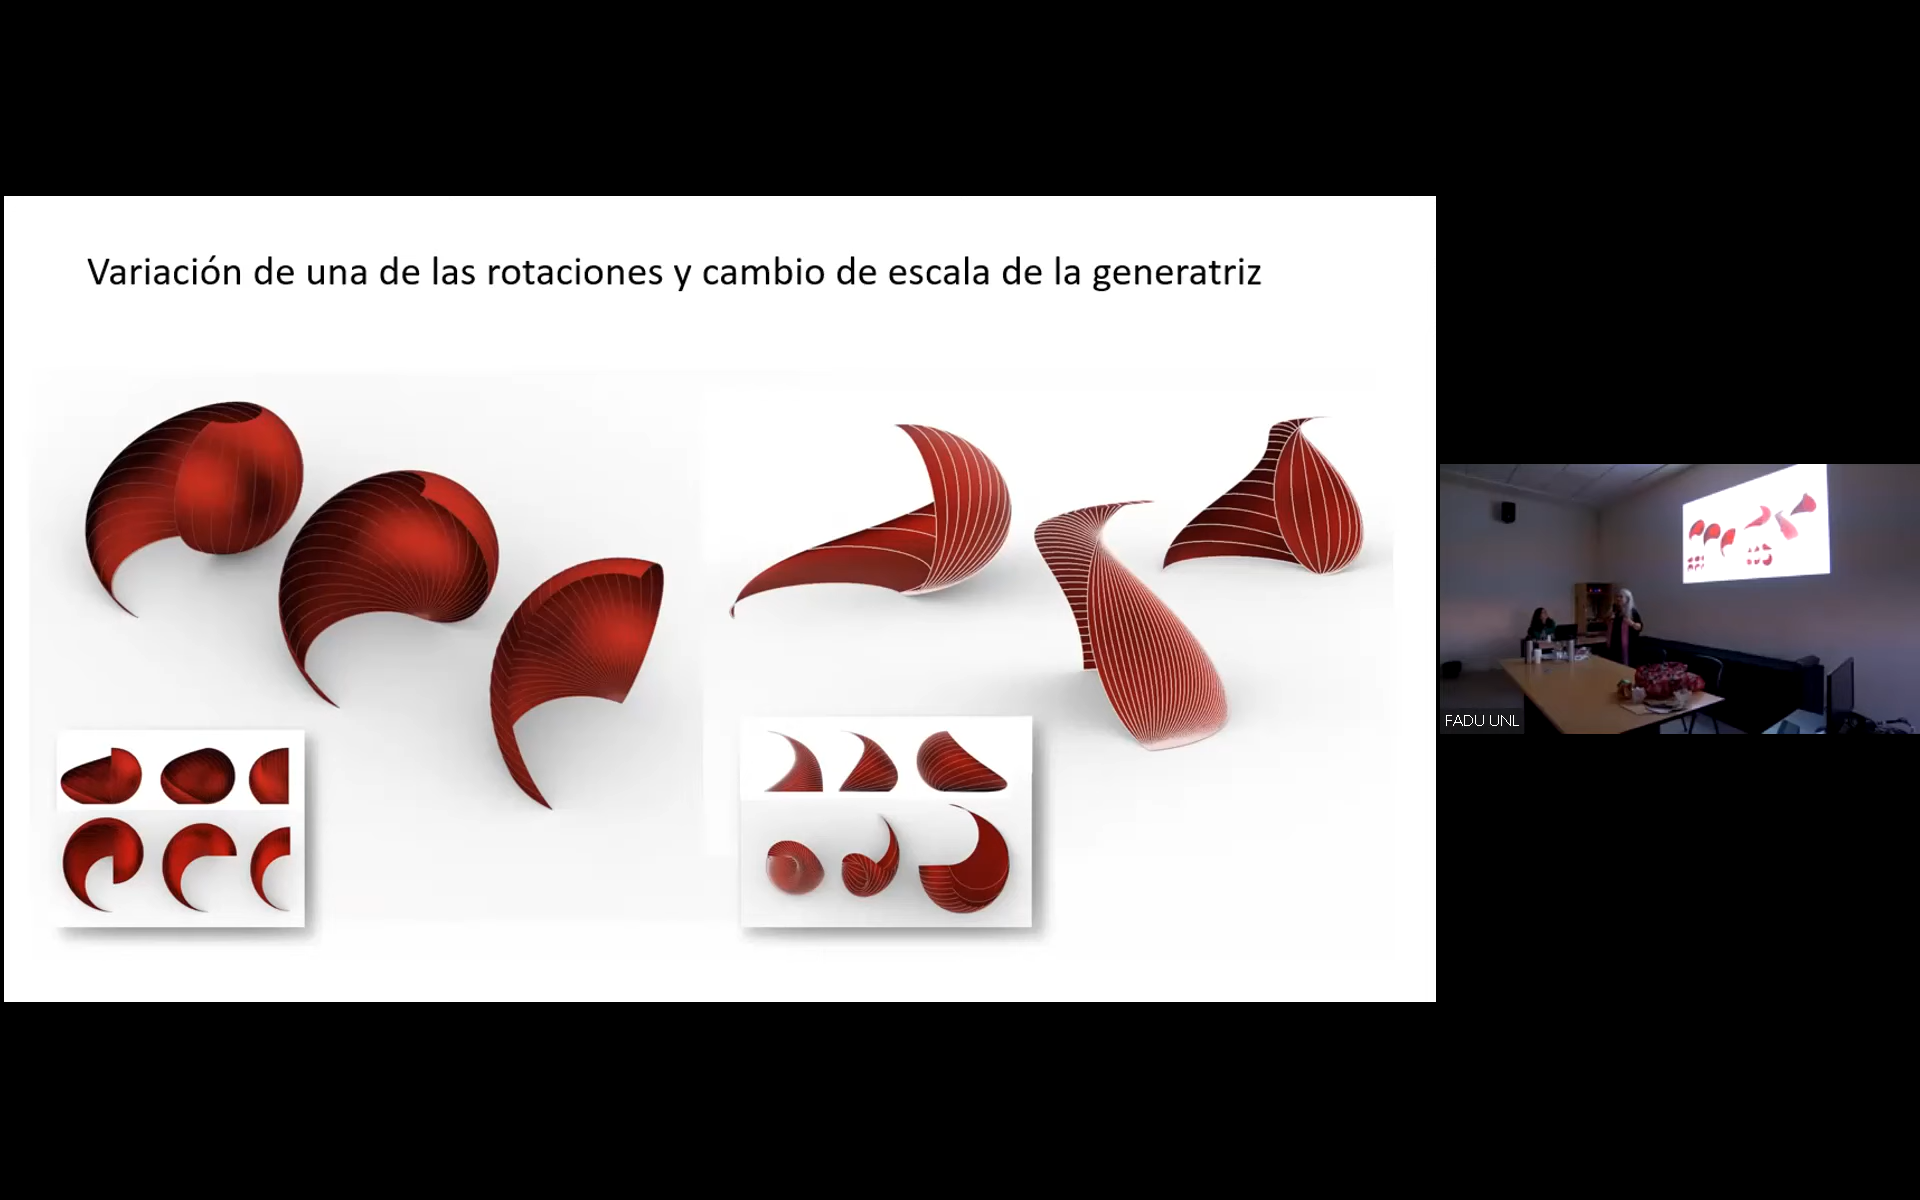 Variación de una de las rotaciones y cambio de escala de la generatriz
FADU UNL